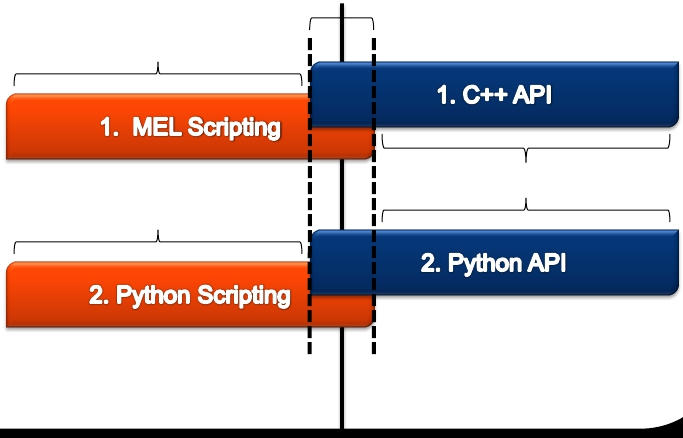 1. C++ API
1. MEL Scripting
2. Python API
2. Python Scripting